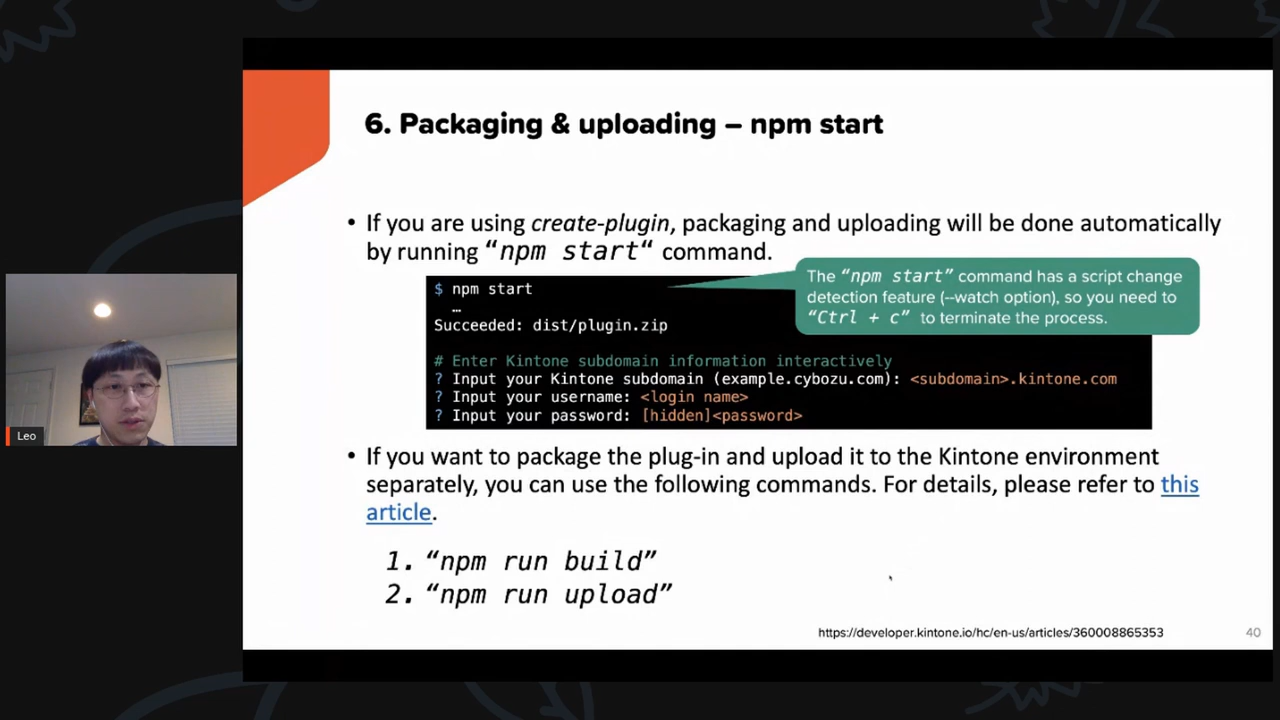 6. Packaging & uploading – npm start
• If you are using create-plugin, packaging and uploading will be done automatically
by running “npm start“ command.
The “npm start” command has a script change
detection feature (--watch option), so you need to
“Ctrl + c” to terminate the process.
$ npm start
…
Succeeded: dist/plugin.zip
# Enter Kintone subdomain information interactively
? Input your Kintone subdomain (example.cybozu.com): <subdomain>.kintone.com
? Input your username: <login name>
? Input your password: [hidden]<password>
• If you want to package the plug-in and upload it to the Kintone environment
separately, you can use the following commands. For details, please refer to this
article.
1. “npm run build”
2. “npm run upload”
https://developer.kintone.io/hc/en-us/articles/360008865353
40
Leo